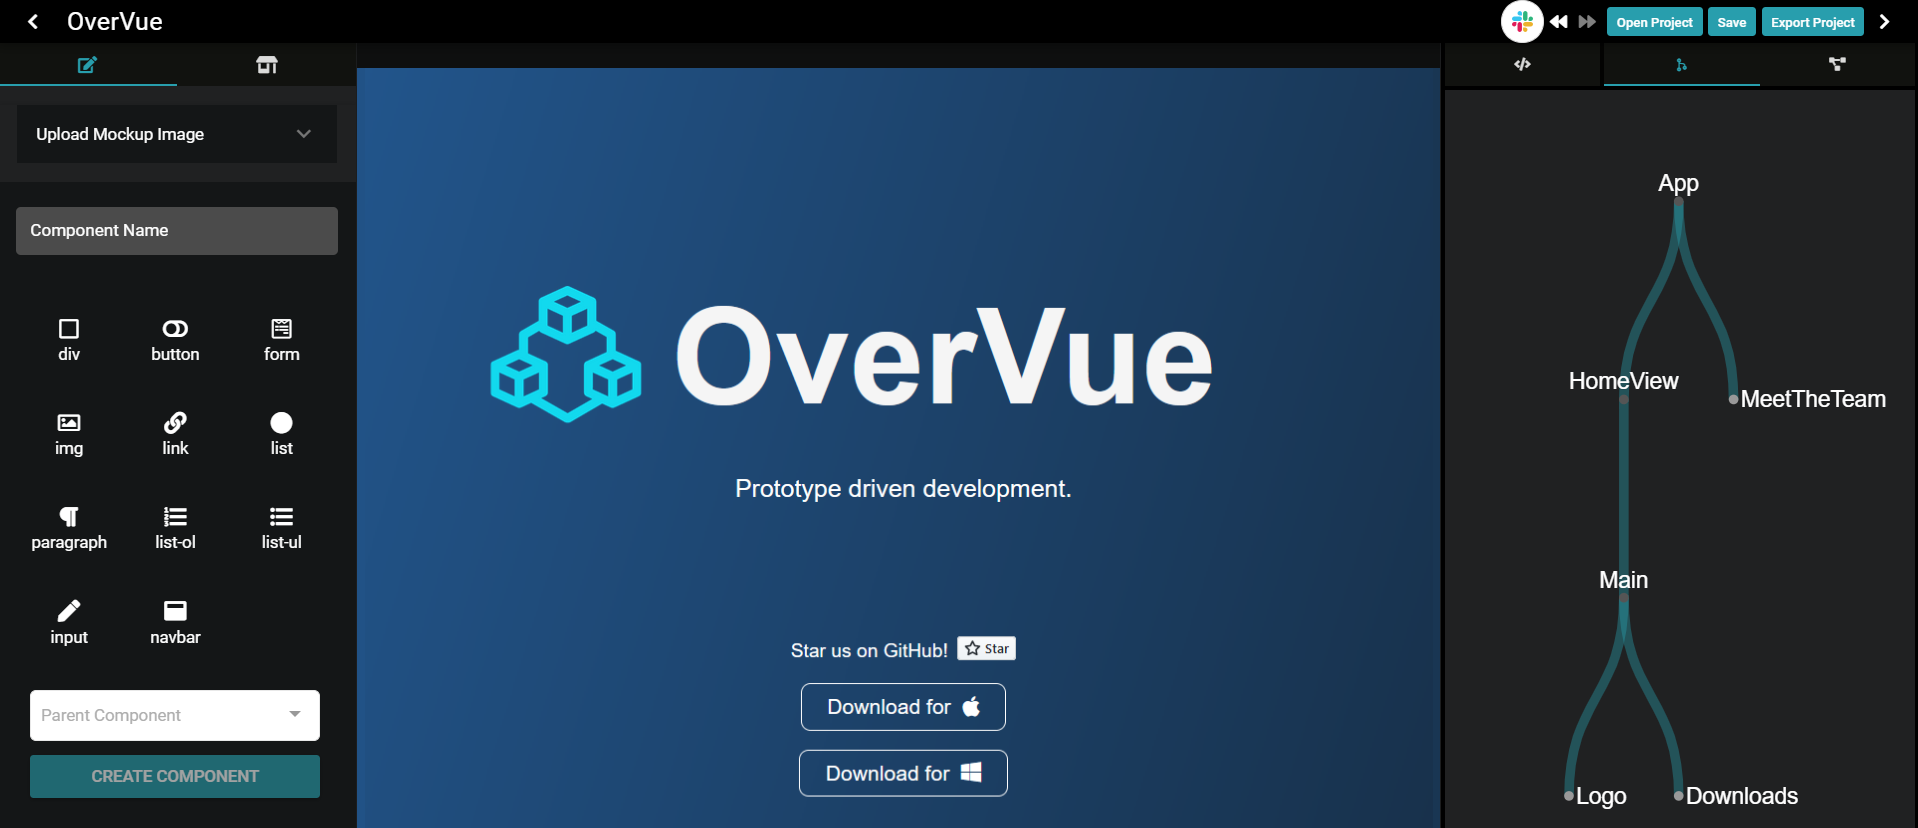 OverVue
Open Project
Save
Export Project
Upload Mockup Image
Component Name
div
button
form
img
link
list
paragraph
list-ol
list-ul
input
navbar
Parent Component
CREATE COMPONENT
OverVue
Prototype driven development.
Star us on GitHub! Star
Download for
Download for
App
HomeView
MeetTheTeam
Main
Logo
Downloads